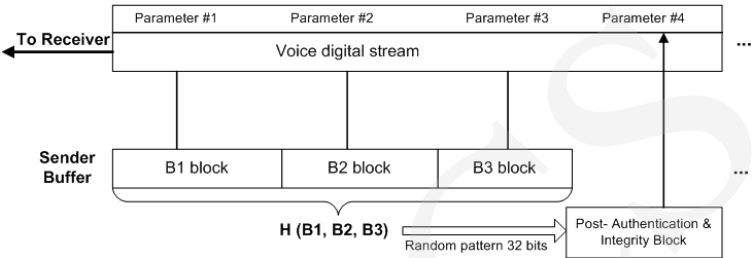 Parameter #1 Parameter #2 Parameter #3 Parameter #4
To Receiver
Voice digital stream
...
Sender
Buffer
B1 block B2 block B3 block
...
H (B1, B2, B3)
Random pattern 32 bits
Post- Authentication &
Integrity Block